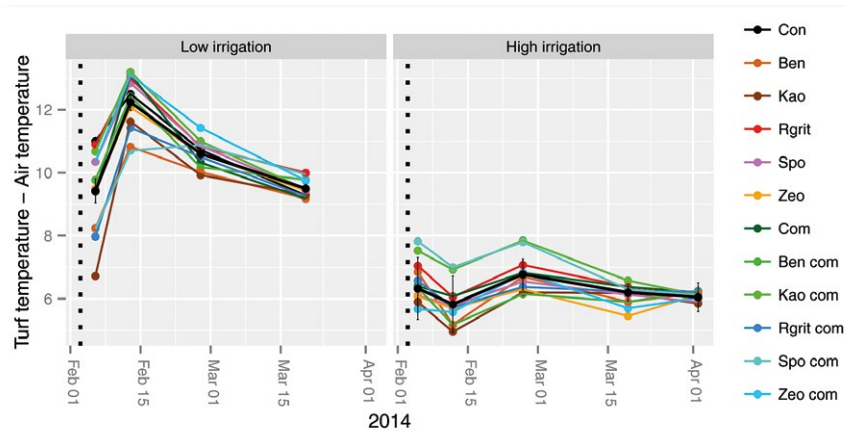 Low irrigation
High irrigation
Turf temperature – Air temperature
12
10
8
6
Feb 01
Feb 15
Mar 01
Mar 15
Apr 01
Feb 01
Feb 15
Mar 01
Mar 15
Apr 01
2014
Con
Ben
Kao
Rgrit
Spo
Zeo
Com
Ben com
Kao com
Rgrit com
Spo com
Zeo com